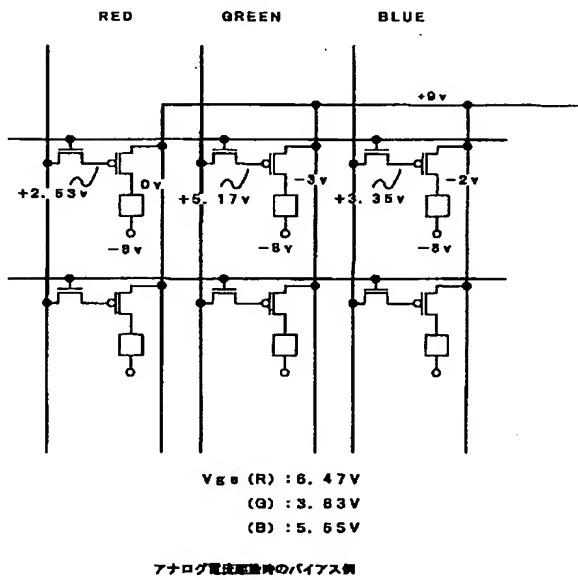 RED GREEN BLUE
+9v
+2. 53v 0v +5. 17v -3v +3. 35v -2v
-8v -8v -8v
Vgs (R) : 6. 47V
(G) : 3. 83V
(B) : 5. 65V
アナログ電流駆動時のバイアス例